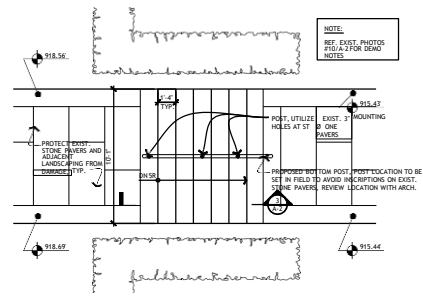 NOTE:
REF. EXIST. PHOTOS
#10/A-2 FOR DEMO
NOTES
918.56'
915.43'
1'-4"
TYP.
POST, UTILIZE EXIST. 3" MOUNTING
HOLES AT ST Ø ONE
PAVERS
PROTECT EXIST.
STONE PAVERS AND
ADJACENT
LANDSCAPING FROM
DAMAGE, TYP.
10'-1"
DN 5R
PROPOSED BOTTOM POST, POST LOCATION TO BE
SET IN FIELD TO AVOID INSCRIPTIONS ON EXIST.
STONE PAVERS, REVIEW LOCATION WITH ARCH.
3
A-2
918.69'
915.44'